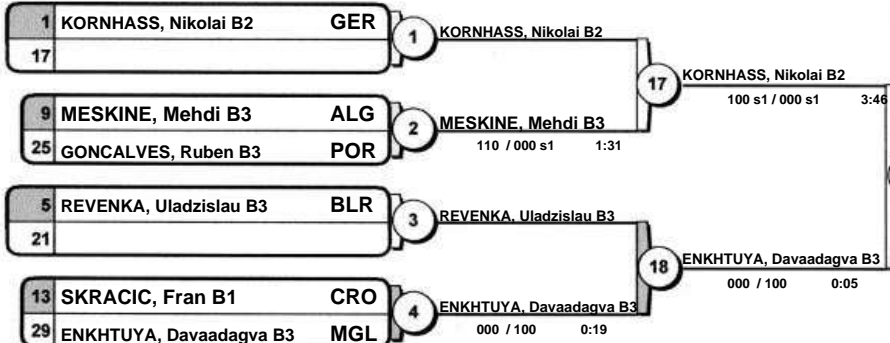 1 KORNHASS, Nikolai B2 GER
17
1 KORNHASS, Nikolai B2
9 MESKINE, Mehdi B3 ALG
25 GONCALVES, Ruben B3 POR
2 MESKINE, Mehdi B3
110 / 000 s1 1:31
17 KORNHASS, Nikolai B2
100 s1 / 000 s1 3:46
5 REVENKA, Uladzislau B3 BLR
21
3 REVENKA, Uladzislau B3
13 SKRACIC, Fran B1 CRO
29 ENKHTUYA, Davaadagva B3 MGL
4 ENKHTUYA, Davaadagva B3
000 / 100 0:19
18 ENKHTUYA, Davaadagva B3
000 / 100 0:05